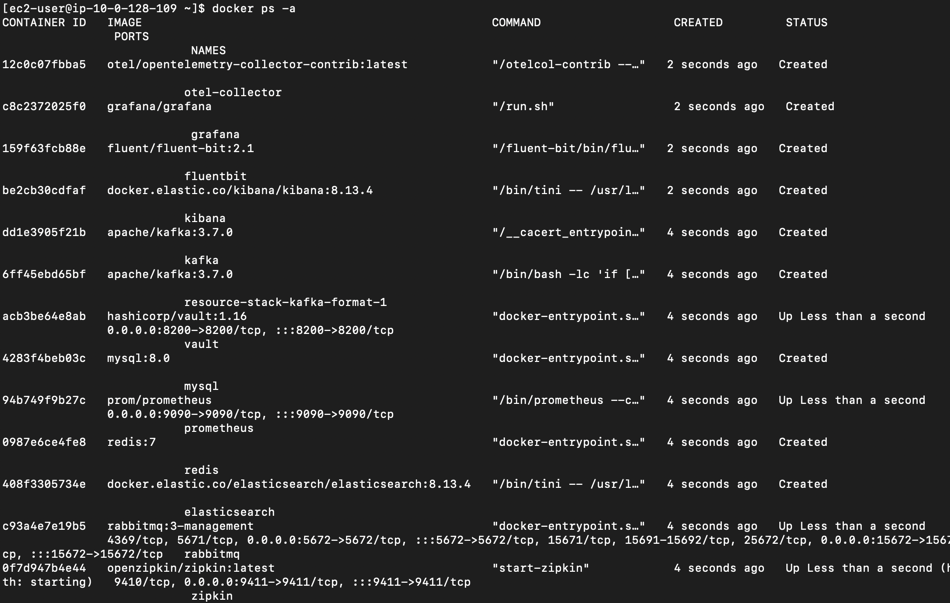 [ec2-user@ip-10-0-128-109 ~]$ docker ps -a
CONTAINER ID   IMAGE                                                  COMMAND                  CREATED         STATUS
PORTS
NAMES
12c0c07fbba5   otel/opentelemetry-collector-contrib:latest            "/otelcol-contrib --…"   2 seconds ago   Created
otel-collector
c8c2372025f0   grafana/grafana                                        "/run.sh"                2 seconds ago   Created
grafana
159f63fcb88e   fluent/fluent-bit:2.1                                  "/fluent-bit/bin/flu…"   2 seconds ago   Created
fluentbit
be2cb30cdfaf   docker.elastic.co/kibana/kibana:8.13.4                 "/bin/tini -- /usr/l…"   2 seconds ago   Created
kibana
dd1e3905f21b   apache/kafka:3.7.0                                     "/__cacert_entrypoin…"   4 seconds ago   Created
kafka
6ff45ebd65bf   apache/kafka:3.7.0                                     "/bin/bash -lc 'if […"   4 seconds ago   Created
resource-stack-kafka-format-1
acb3be64e8ab   hashicorp/vault:1.16                                   "docker-entrypoint.s…"   4 seconds ago   Up Less than a second
0.0.0.0:8200->8200/tcp, :::8200->8200/tcp
vault
4283f4beb03c   mysql:8.0                                              "docker-entrypoint.s…"   4 seconds ago   Created
mysql
94b749f9b27c   prom/prometheus                                        "/bin/prometheus --c…"   4 seconds ago   Up Less than a second
0.0.0.0:9090->9090/tcp, :::9090->9090/tcp
prometheus
0987e6ce4fe8   redis:7                                                "docker-entrypoint.s…"   4 seconds ago   Created
redis
408f3305734e   docker.elastic.co/elasticsearch/elasticsearch:8.13.4   "/bin/tini -- /usr/l…"   4 seconds ago   Created
elasticsearch
c93a4e7e19b5   rabbitmq:3-management                                  "docker-entrypoint.s…"   4 seconds ago   Up Less than a second
4369/tcp, 5671/tcp, 0.0.0.0:5672->5672/tcp, :::5672->5672/tcp, 15671/tcp, 15691-15692/tcp, 25672/tcp, 0.0.0.0:15672->1567
cp, :::15672->15672/tcp   rabbitmq
0f7d947b4e44   openzipkin/zipkin:latest                               "start-zipkin"           4 seconds ago   Up Less than a second (h
th: starting)   9410/tcp, 0.0.0.0:9411->9411/tcp, :::9411->9411/tcp
zipkin